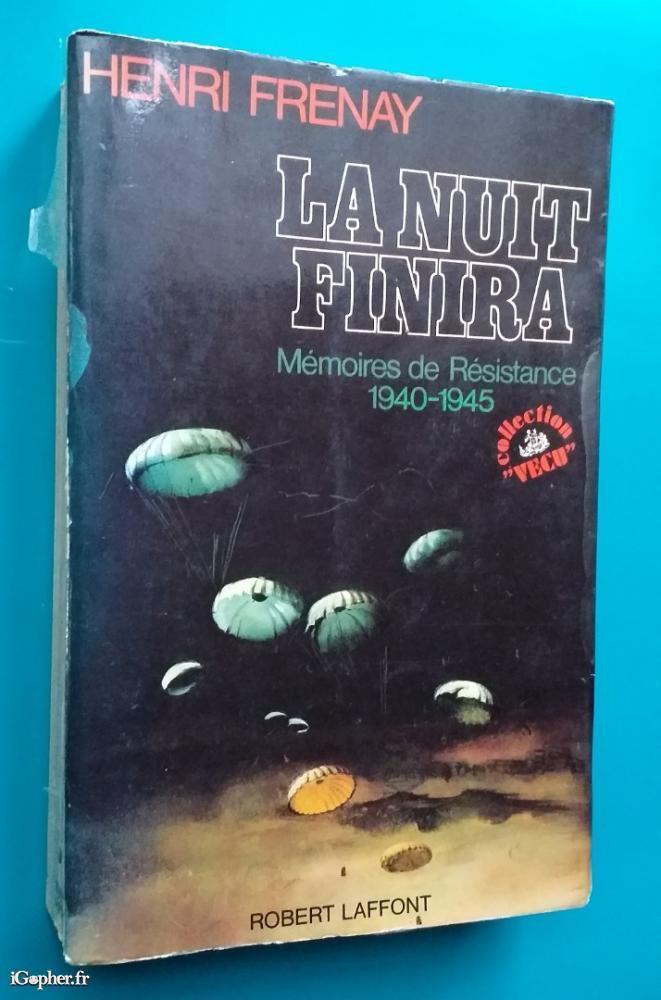 HENRI FRENAY
LA NUIT
FINIRA
Mémoires de Résistance
1940-1945
collection
"VECU"
ROBERT LAFFONT
iGopher.fr